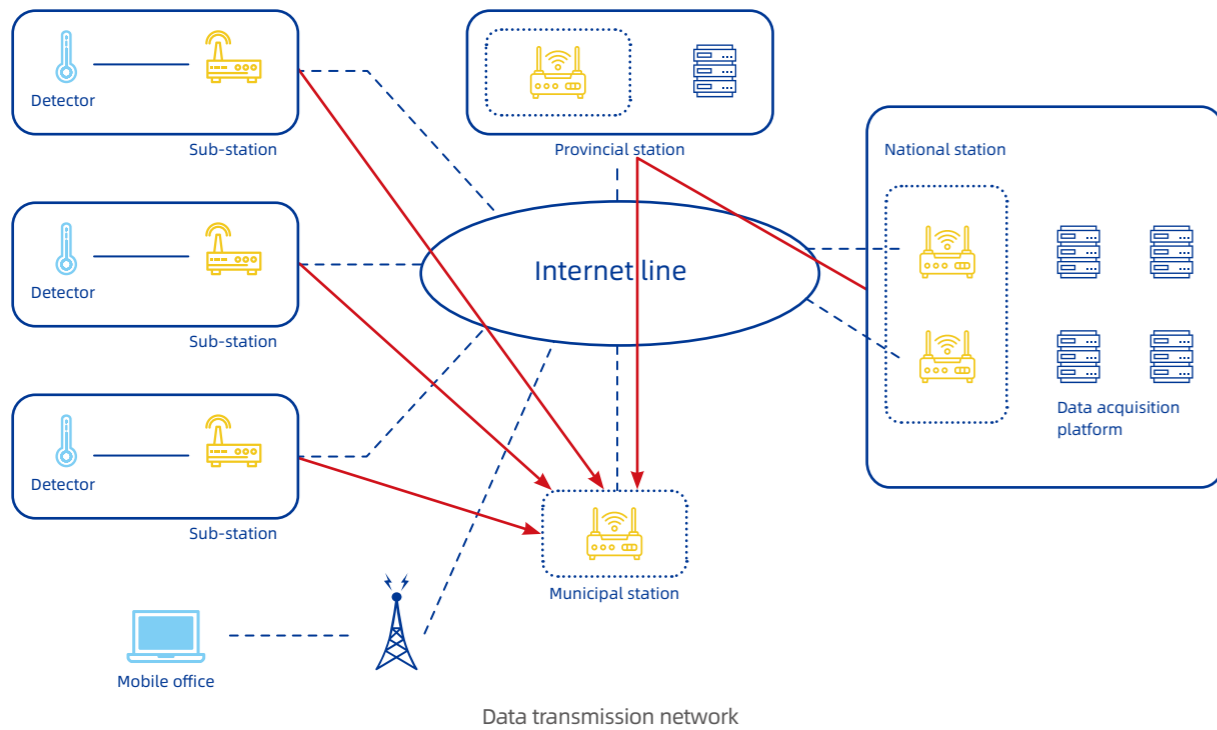 Detector
Sub-station
Provincial station
National station
Detector
Sub-station
Internet line
Detector
Sub-station
Data acquisition
platform
Municipal station
Mobile office
Data transmission network